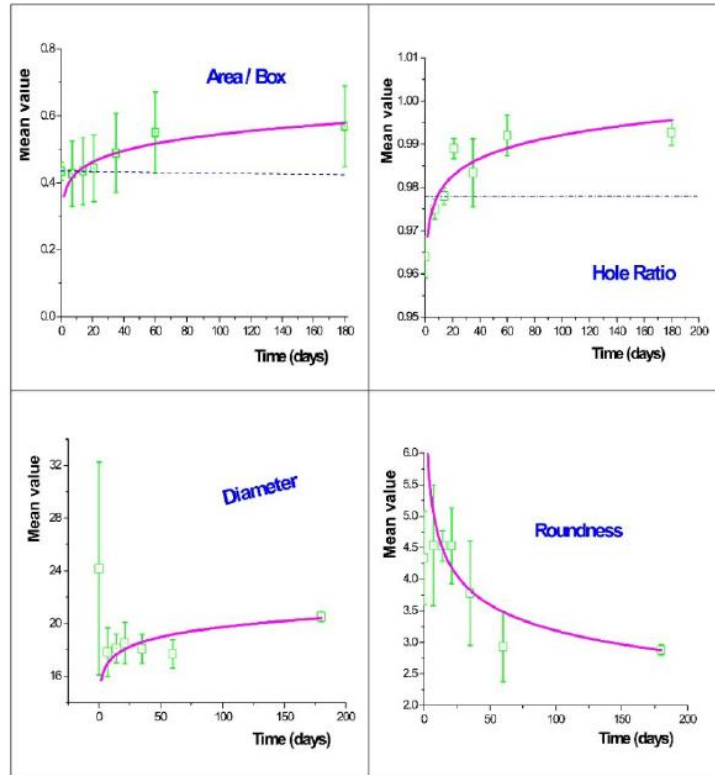 Mean value
0.8
0.6
0.4
0.2
0.0
Area / Box
0 20 40 60 80 100 120 140 160 180
Time (days)
Mean value
1.01
1.00
0.99
0.98
0.97
0.96
0.95
Hole Ratio
0 20 40 60 80 100 120 140 160 180 200
Time (days)
Mean value
32
28
24
20
16
Diameter
0 50 100 150 200
Time (days)
Mean value
6.0
5.5
5.0
4.5
4.0
3.5
3.0
2.5
2.0
Roundness
0 50 100 150 200
Time (days)